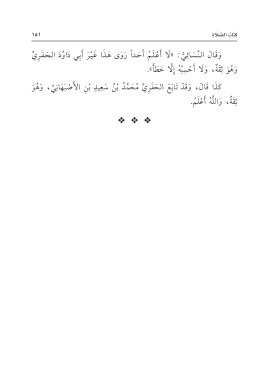 كتاب الصلاة ١٥١
وَقَالَ النَّسَائِيُّ: «لَا أَعْلَمُ أَحَداً رَوَى هَذَا غَيْرَ أَبِي دَاوُدَ الحَفَرِيِّ
وَهُوَ ثِقَةٌ، وَلَا أَحْسِبُهُ إِلَّا خَطَأً».
كَذَا قَالَ، وَقَدْ تَابَعَ الحَفَرِيَّ مُحَمَّدُ بْنُ سَعِيدِ بْنِ الأَصْبَهَانِيِّ، وَهُوَ
ثِقَةٌ، وَاللَّهُ أَعْلَمُ.